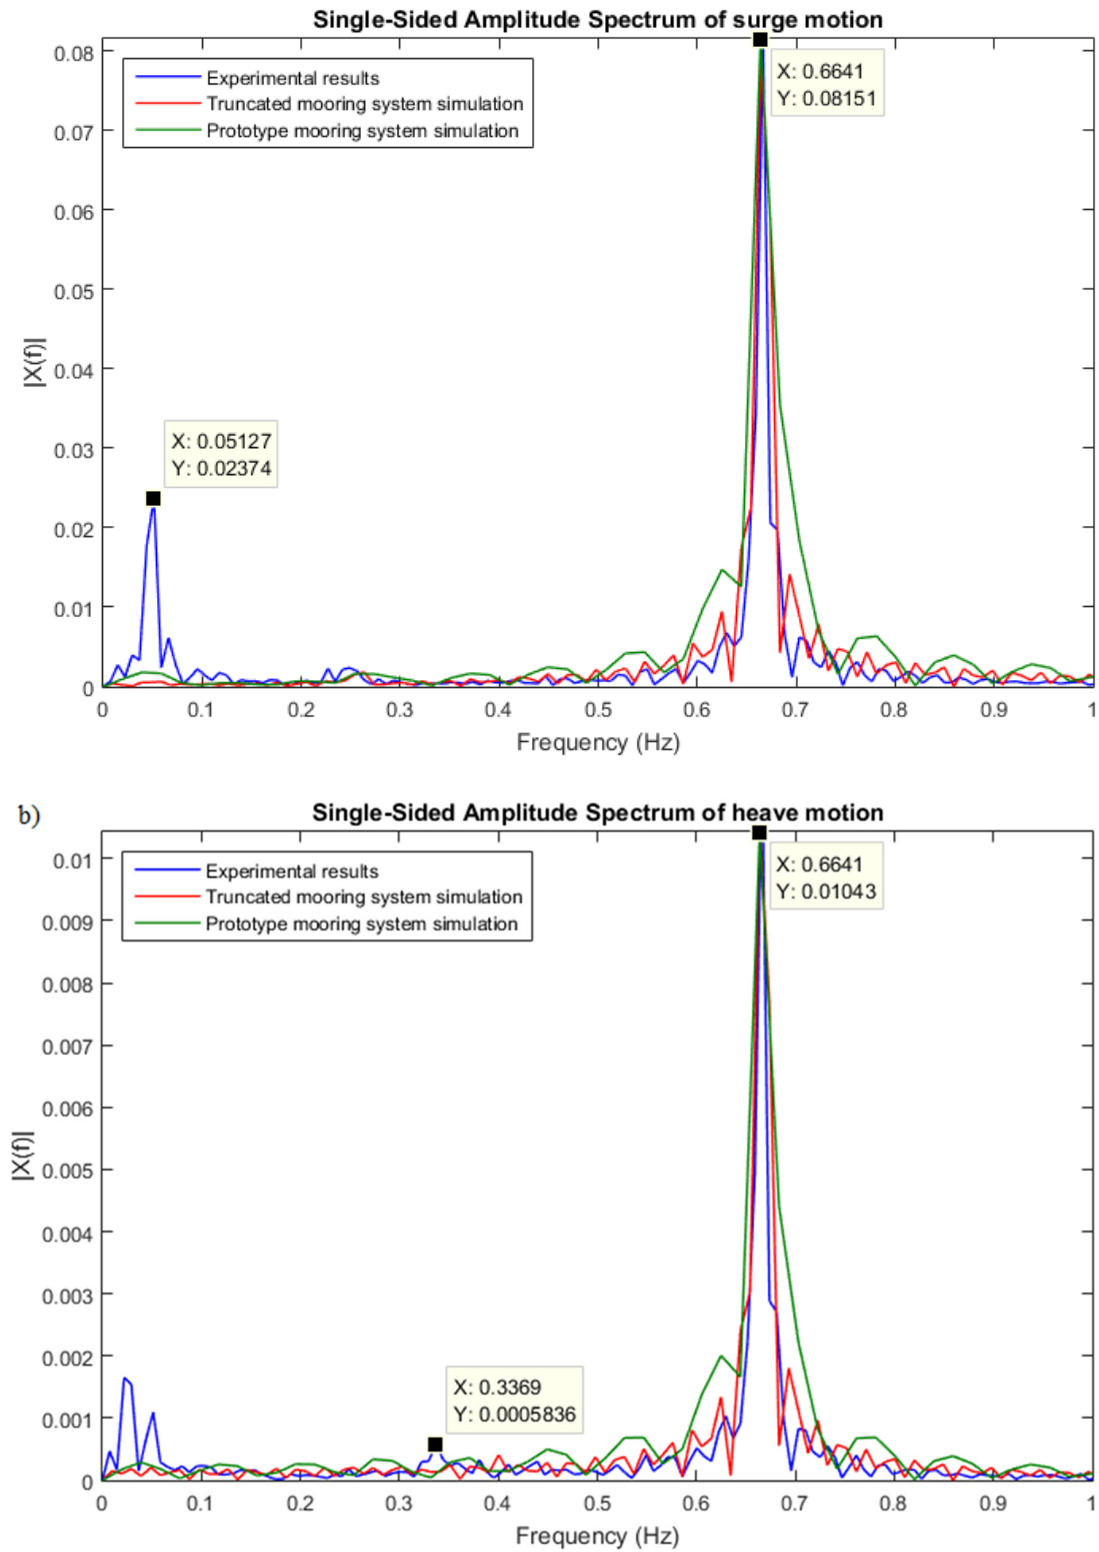 Single-Sided Amplitude Spectrum of surge motion
0.08
0.07
0.06
0.05
0.04
0.03
0.02
0.01
0
|X(f)|
Experimental results
Truncated mooring system simulation
Prototype mooring system simulation
X: 0.6641
Y: 0.08151
X: 0.05127
Y: 0.02374
0 0.1 0.2 0.3 0.4 0.5 0.6 0.7 0.8 0.9 1
Frequency (Hz)
b)
Single-Sided Amplitude Spectrum of heave motion
0.01
0.009
0.008
0.007
0.006
0.005
0.004
0.003
0.002
0.001
0
|X(f)|
Experimental results
Truncated mooring system simulation
Prototype mooring system simulation
X: 0.6641
Y: 0.01043
X: 0.3369
Y: 0.0005836
0 0.1 0.2 0.3 0.4 0.5 0.6 0.7 0.8 0.9 1
Frequency (Hz)